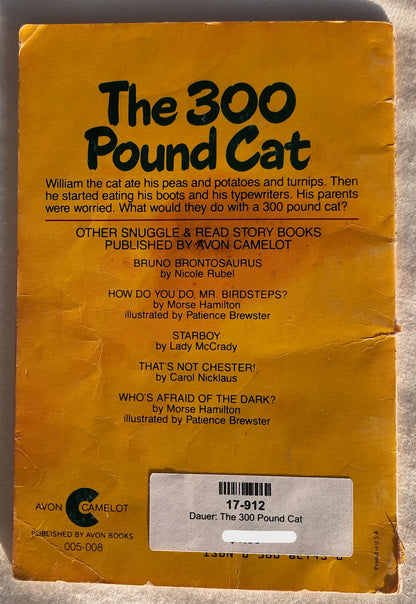 The 300
Pound Cat
William the cat ate his peas and potatoes and turnips. Then
he started eating his boots and his typewriters. His parents
were worried. What would they do with a 300 pound cat?
OTHER SNUGGLE & READ STORY BOOKS
PUBLISHED BY AVON CAMELOT
BRUNO BRONTOSAURUS
by Nicole Rubel
HOW DO YOU DO, MR. BIRDSTEPS?
by Morse Hamilton
illustrated by Patience Brewster
STARBOY
by Lady McCrady
THAT'S NOT CHESTER!
by Carol Nicklaus
WHO'S AFRAID OF THE DARK?
by Morse Hamilton
illustrated by Patience Brewster
AVON CAMELOT
PUBLISHED BY AVON BOOKS
005-008
17-912
Dauer: The 300 Pound Cat
ISBN 0
Printed in U.S.A.